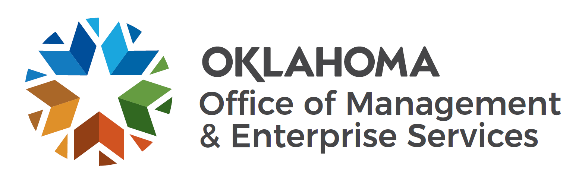 OKLAHOMA
Office of Management
& Enterprise Services